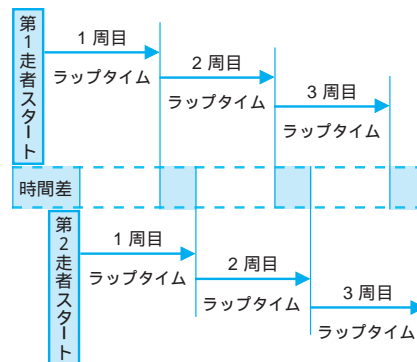 第1走者スタート
1 周目
ラップタイム
2 周目
ラップタイム
3 周目
ラップタイム
時間差
第2走者スタート
1 周目
ラップタイム
2 周目
ラップタイム
3 周目
ラップタイム